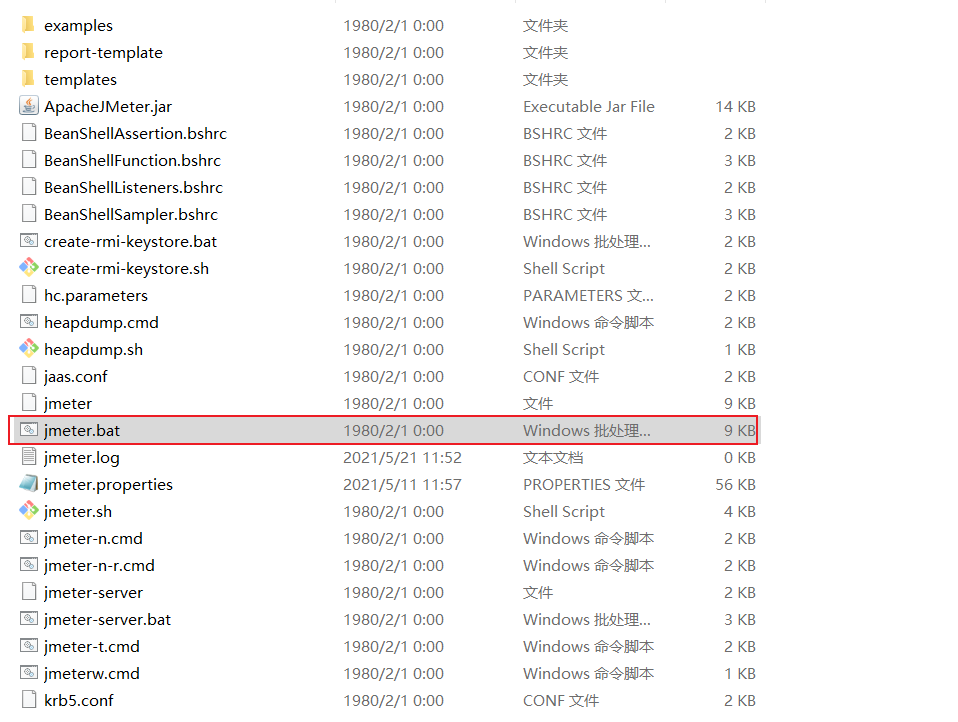 examples 1980/2/1 0:00 文件夹
report-template 1980/2/1 0:00 文件夹
templates 1980/2/1 0:00 文件夹
ApacheJMeter.jar 1980/2/1 0:00 Executable Jar File 14 KB
BeanShellAssertion.bshrc 1980/2/1 0:00 BSHRC 文件 2 KB
BeanShellFunction.bshrc 1980/2/1 0:00 BSHRC 文件 3 KB
BeanShellListeners.bshrc 1980/2/1 0:00 BSHRC 文件 2 KB
BeanShellSampler.bshrc 1980/2/1 0:00 BSHRC 文件 3 KB
create-rmi-keystore.bat 1980/2/1 0:00 Windows 批处理... 2 KB
create-rmi-keystore.sh 1980/2/1 0:00 Shell Script 2 KB
hc.parameters 1980/2/1 0:00 PARAMETERS 文... 2 KB
heapdump.cmd 1980/2/1 0:00 Windows 命令脚本 2 KB
heapdump.sh 1980/2/1 0:00 Shell Script 1 KB
jaas.conf 1980/2/1 0:00 CONF 文件 2 KB
jmeter 1980/2/1 0:00 文件 9 KB
jmeter.bat 1980/2/1 0:00 Windows 批处理... 9 KB
jmeter.log 2021/5/21 11:52 文本文档 0 KB
jmeter.properties 2021/5/11 11:57 PROPERTIES 文件 56 KB
jmeter.sh 1980/2/1 0:00 Shell Script 4 KB
jmeter-n.cmd 1980/2/1 0:00 Windows 命令脚本 2 KB
jmeter-n-r.cmd 1980/2/1 0:00 Windows 命令脚本 2 KB
jmeter-server 1980/2/1 0:00 文件 2 KB
jmeter-server.bat 1980/2/1 0:00 Windows 批处理... 3 KB
jmeter-t.cmd 1980/2/1 0:00 Windows 命令脚本 2 KB
jmeterw.cmd 1980/2/1 0:00 Windows 命令脚本 1 KB
krb5.conf 1980/2/1 0:00 CONF 文件 2 KB